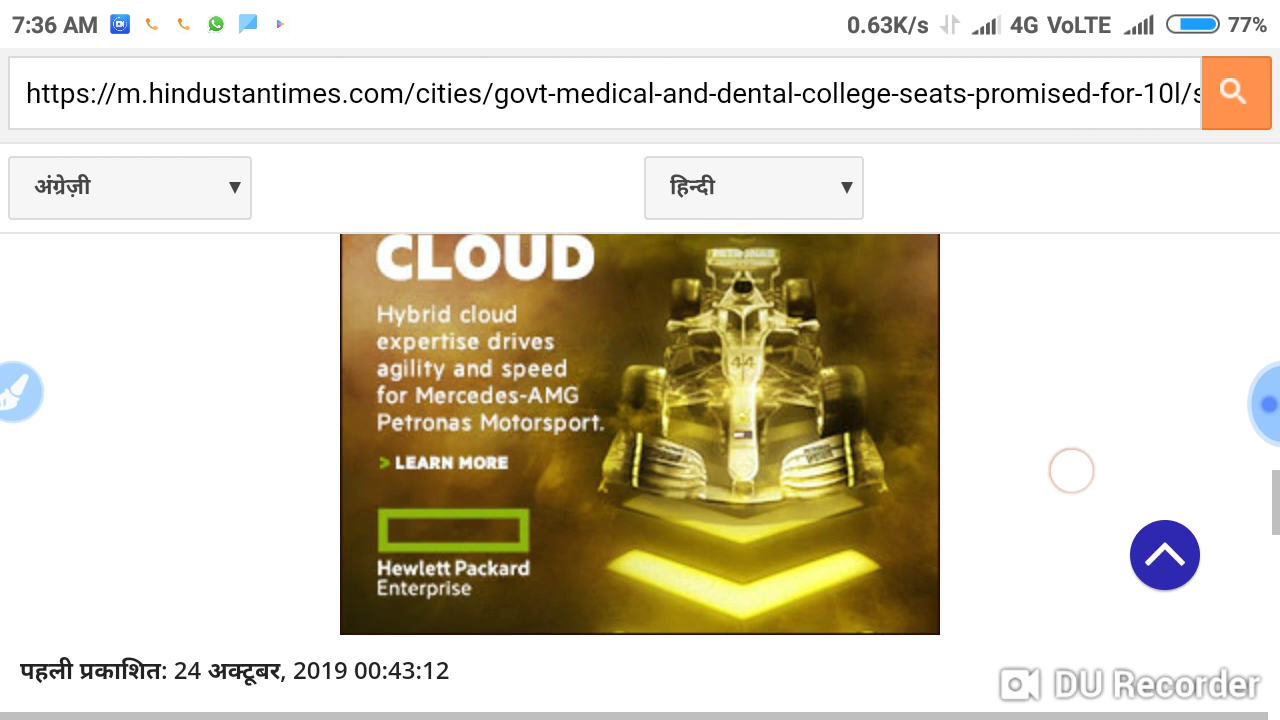 7:36 AM 0.63K/s 4G VoLTE 77%
https://m.hindustantimes.com/cities/govt-medical-and-dental-college-seats-promised-for-10l/s
अंग्रेज़ी ▼ हिन्दी ▼
CLOUD
Hybrid cloud
expertise drives
agility and speed
for Mercedes-AMG
Petronas Motorsport.
> LEARN MORE
44
Hewlett Packard
Enterprise
पहली प्रकाशित: 24 अक्टूबर, 2019 00:43:12
DU Recorder